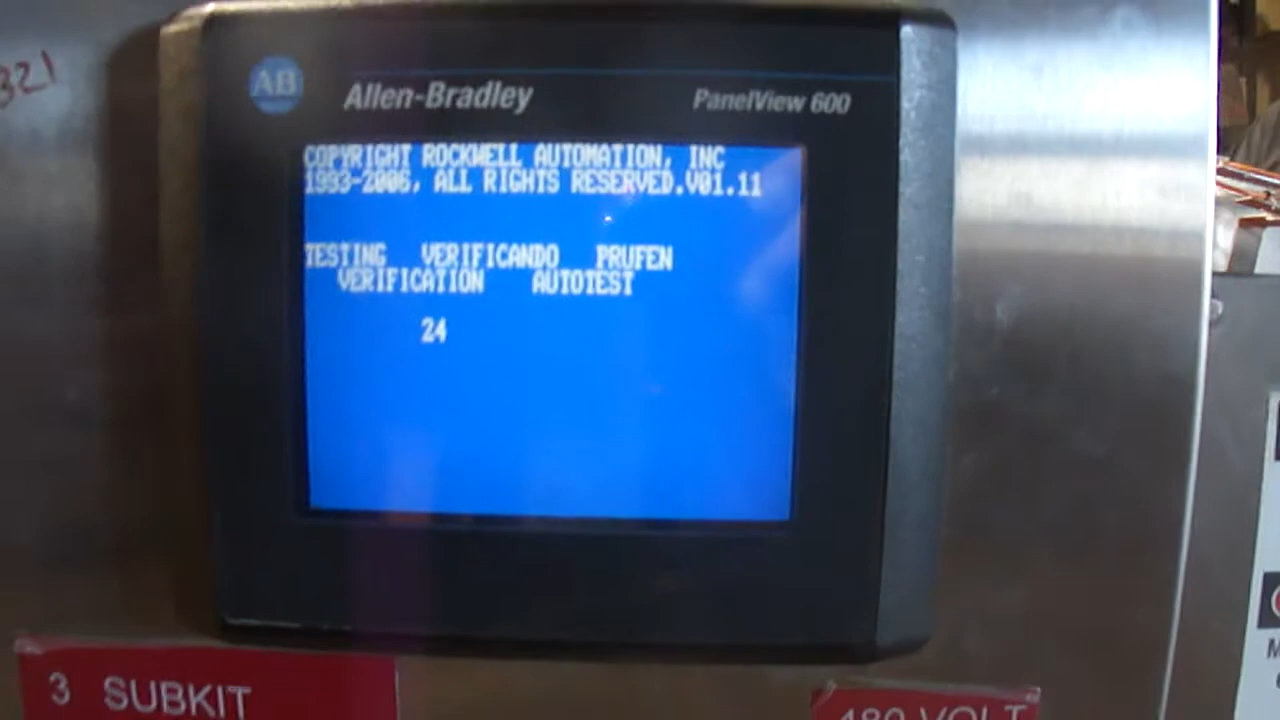 321
AB Allen-Bradley PanelView 600
COPYRIGHT ROCKWELL AUTOMATION, INC
1993-2006, ALL RIGHTS RESERVED.V01.11
TESTING VERIFICANDO PRUFEN
VERIFICATION AUTOTEST
24
3 SUBKIT
480 VOLT